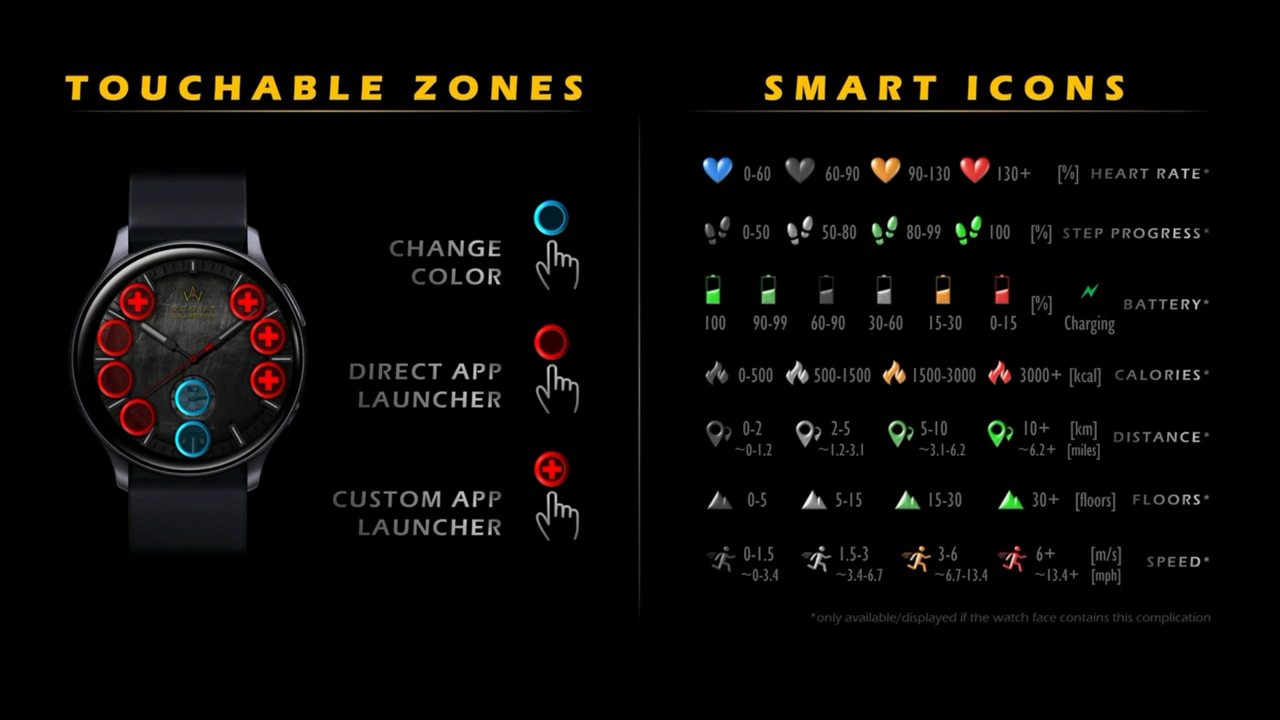 TOUCHABLE ZONES
CHANGE
COLOR
DIRECT APP
LAUNCHER
CUSTOM APP
LAUNCHER
SMART ICONS
0-60 60-90 90-130 130+ [%] HEART RATE*
0-50 50-80 80-99 100 [%] STEP PROGRESS*
[%] BATTERY*
100 90-99 60-90 30-60 15-30 0-15 Charging
0-500 500-1500 1500-3000 3000+ [kcal] CALORIES*
0-2 2-5 5-10 10+ [km] DISTANCE*
~0-1.2 ~1.2-3.1 ~3.1-6.2 ~6.2+ [miles]
0-5 5-15 15-30 30+ [floors] FLOORS*
0-1.5 1.5-3 3-6 6+ [m/s] SPEED*
~0-3.4 ~3.4-6.7 ~6.7-13.4 ~13.4+ [mph]
*only available/displayed if the watch face contains this complication